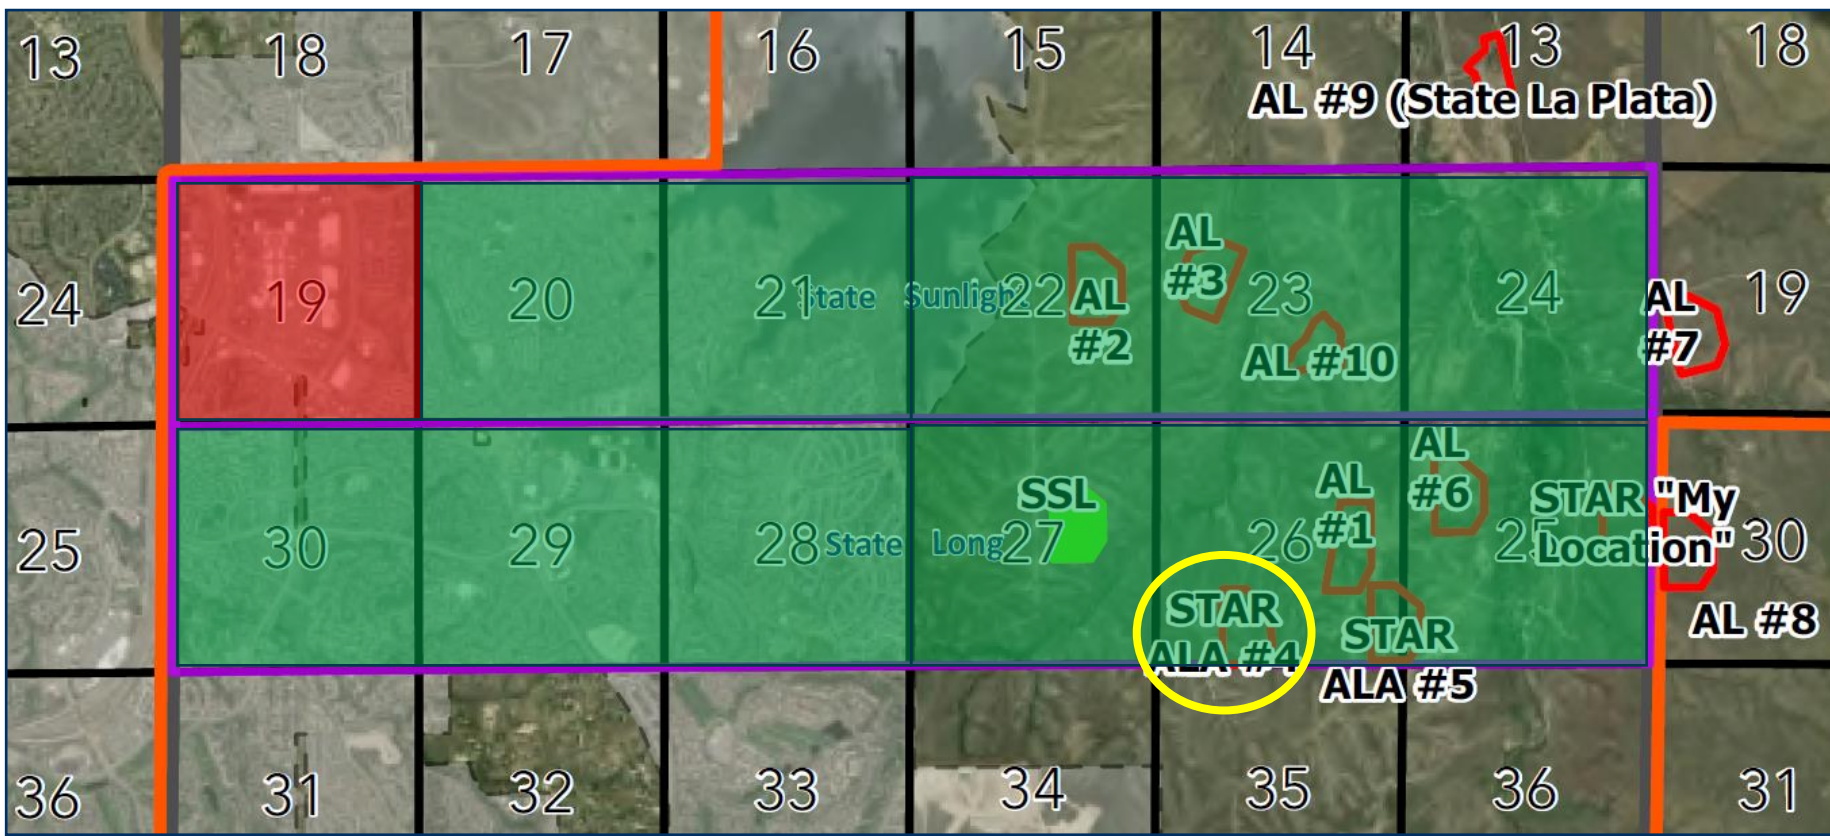 13 18 17 16 15 14 13 18
AL #9 (State La Plata)
24 19 20 21 State Sunlight 22 23 24 19
AL
#2
AL
#3
AL #10
AL
#7
25 30 29 28 State Long 27 26 25 30
SSL
AL
#1
AL
#6
STAR "My
Location"
STAR
ALA #4
STAR
ALA #5
AL #8
36 31 32 33 34 35 36 31